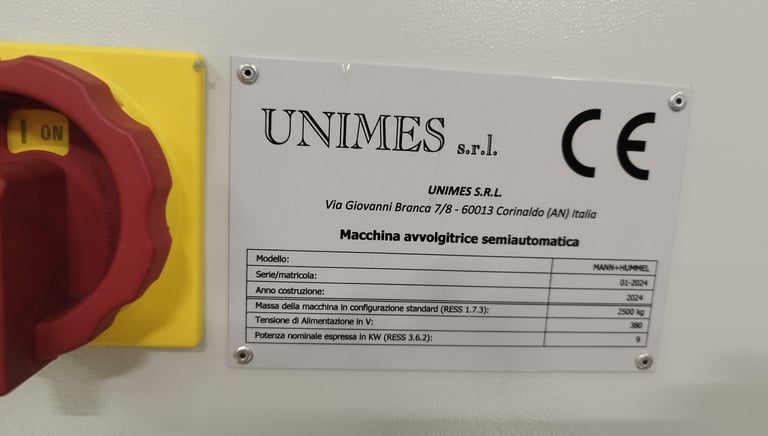 I ON
UNIMES s.r.l.
CE
UNIMES S.R.L.
Via Giovanni Branca 7/8 - 60013 Corinaldo (AN) Italia
Macchina avvolgitrice semiautomatica
Modello: MANN+HUMMEL
Serie/matricola: 01-2024
Anno costruzione: 2024
Massa della macchina in configurazione standard (RESS 1.7.3): 2500 kg
Tensione di Alimentazione in V: 380
Potenza nominale espressa in KW (RESS 3.6.2): 9